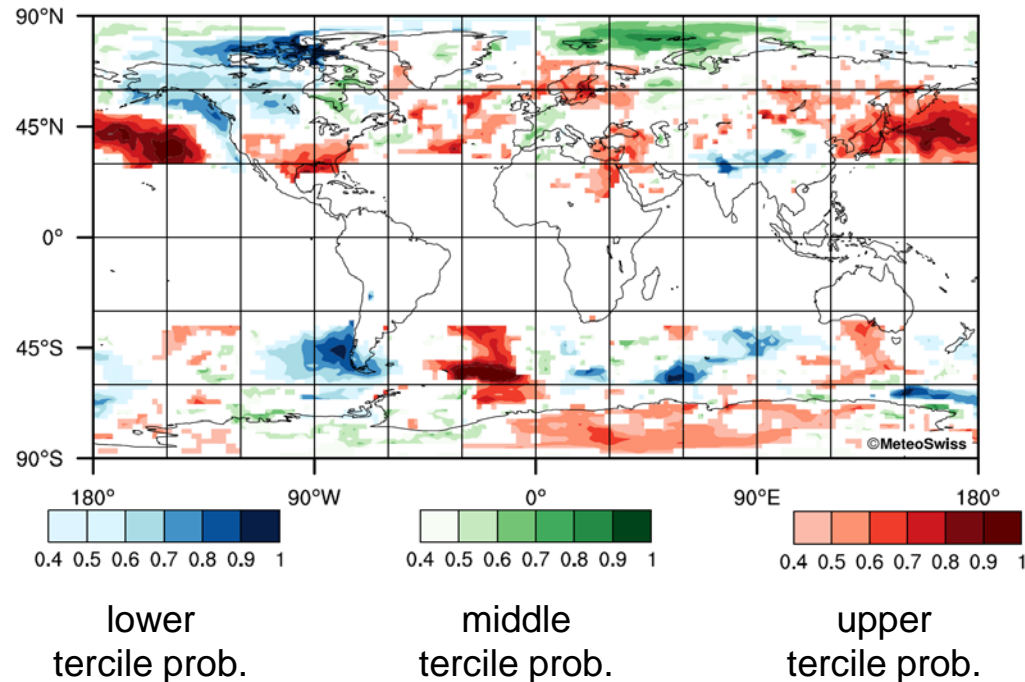 90°N
45°N
0°
45°S
90°S
©MeteoSwiss
180° 90°W 0° 90°E 180°
0.4 0.5 0.6 0.7 0.8 0.9 1
0.4 0.5 0.6 0.7 0.8 0.9 1
0.4 0.5 0.6 0.7 0.8 0.9 1
lower
tercile prob.
middle
tercile prob.
upper
tercile prob.